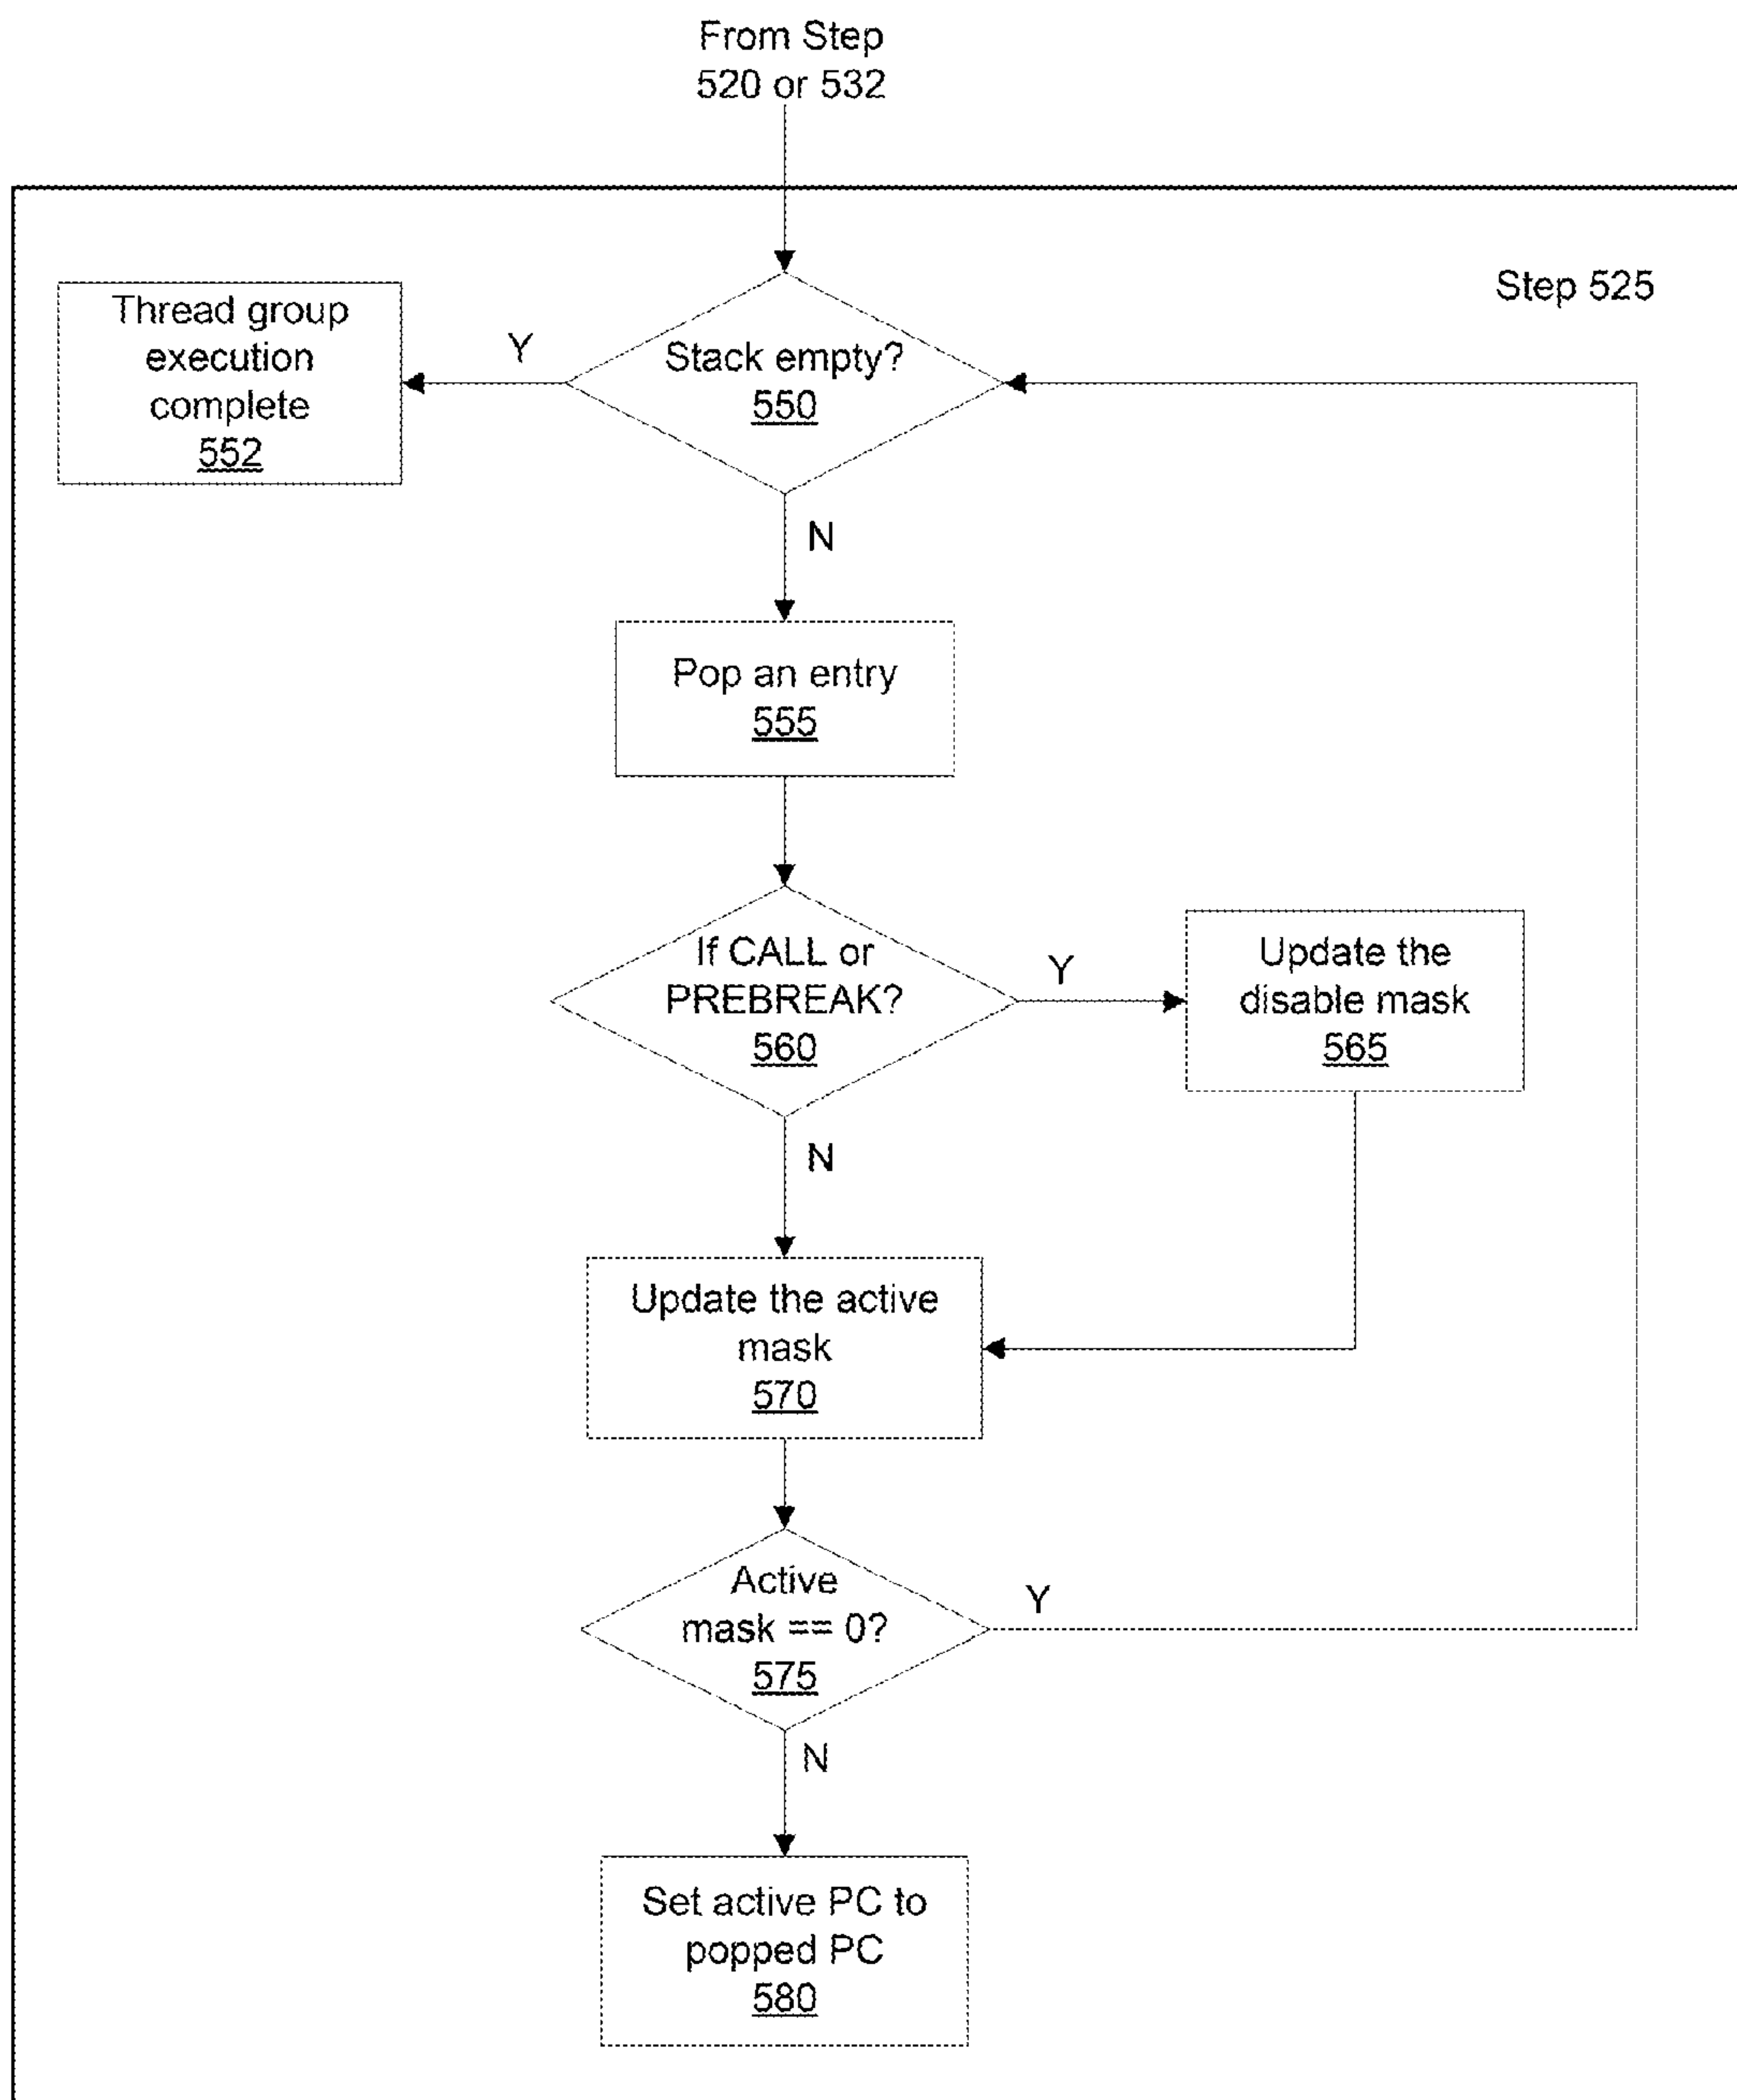 From Step
520 or 532
Step 525
Thread group
execution
complete
552
Y
Stack empty?
550
N
Pop an entry
555
If CALL or
PREBREAK?
560
Y
Update the
disable mask
565
N
Update the active
mask
570
Active
mask == 0?
575
Y
N
Set active PC to
popped PC
580